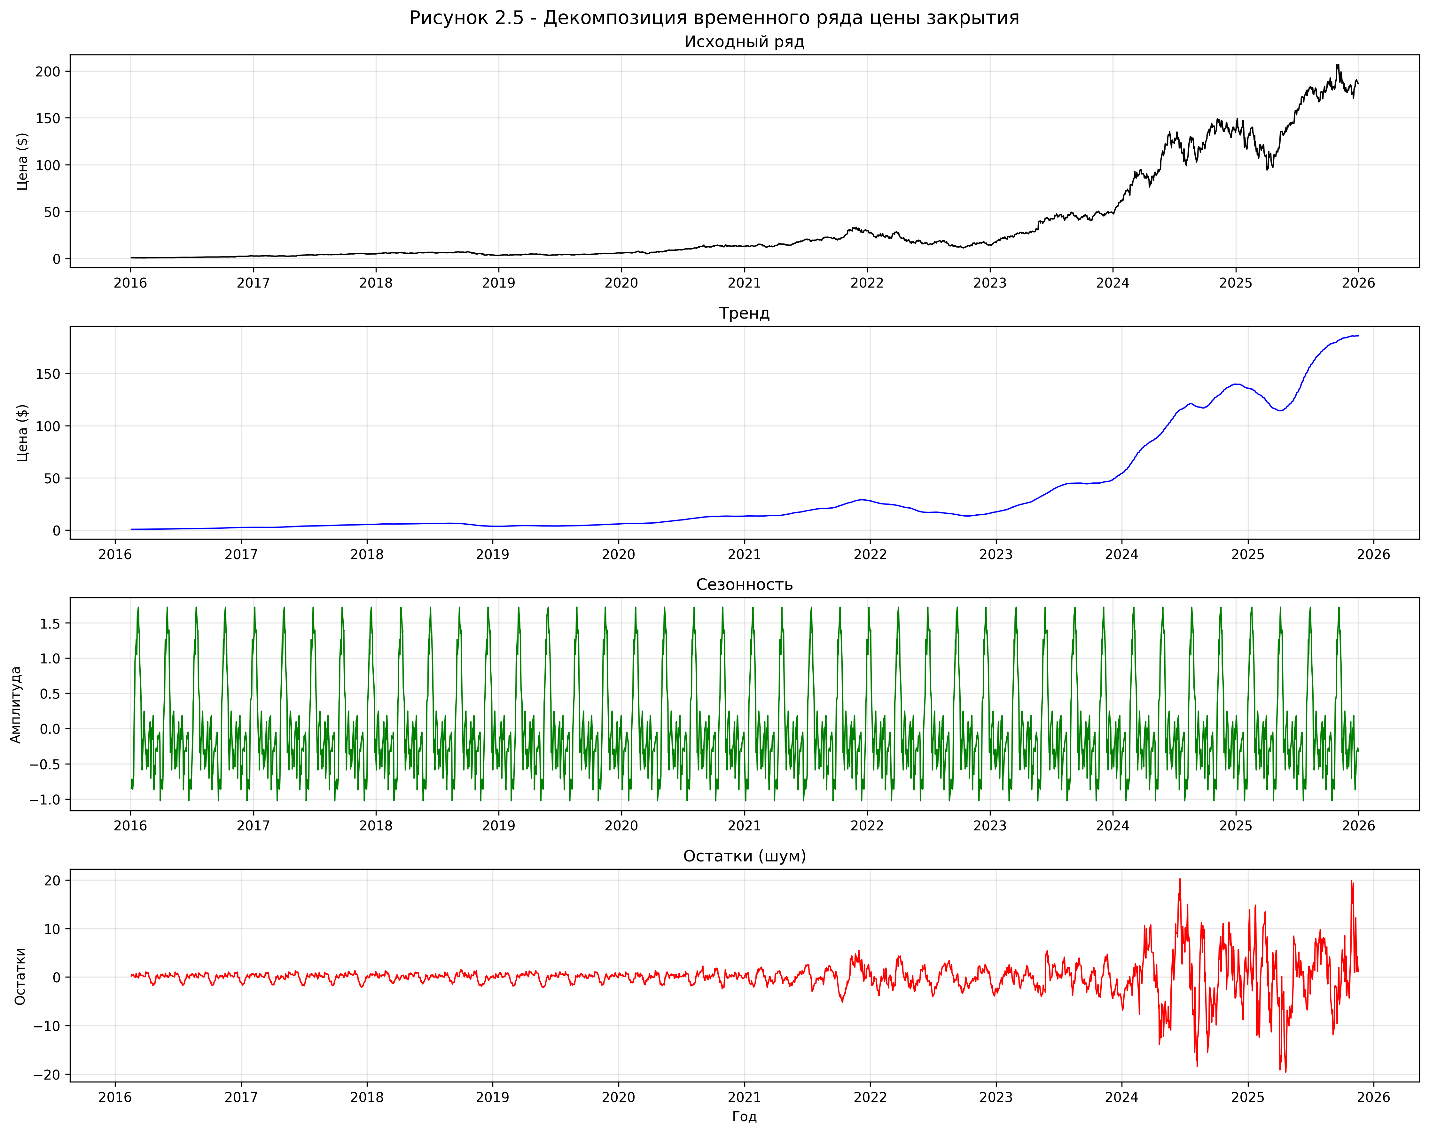 Рисунок 2.5 - Декомпозиция временного ряда цены закрытия
Исходный ряд
Цена ($)
200
150
100
50
0
2016 2017 2018 2019 2020 2021 2022 2023 2024 2025 2026
Тренд
Цена ($)
150
100
50
0
2016 2017 2018 2019 2020 2021 2022 2023 2024 2025 2026
Сезонность
Амплитуда
1.5
1.0
0.5
0.0
−0.5
−1.0
2016 2017 2018 2019 2020 2021 2022 2023 2024 2025 2026
Остатки (шум)
Остатки
20
10
0
−10
−20
2016 2017 2018 2019 2020 2021 2022 2023 2024 2025 2026
Год